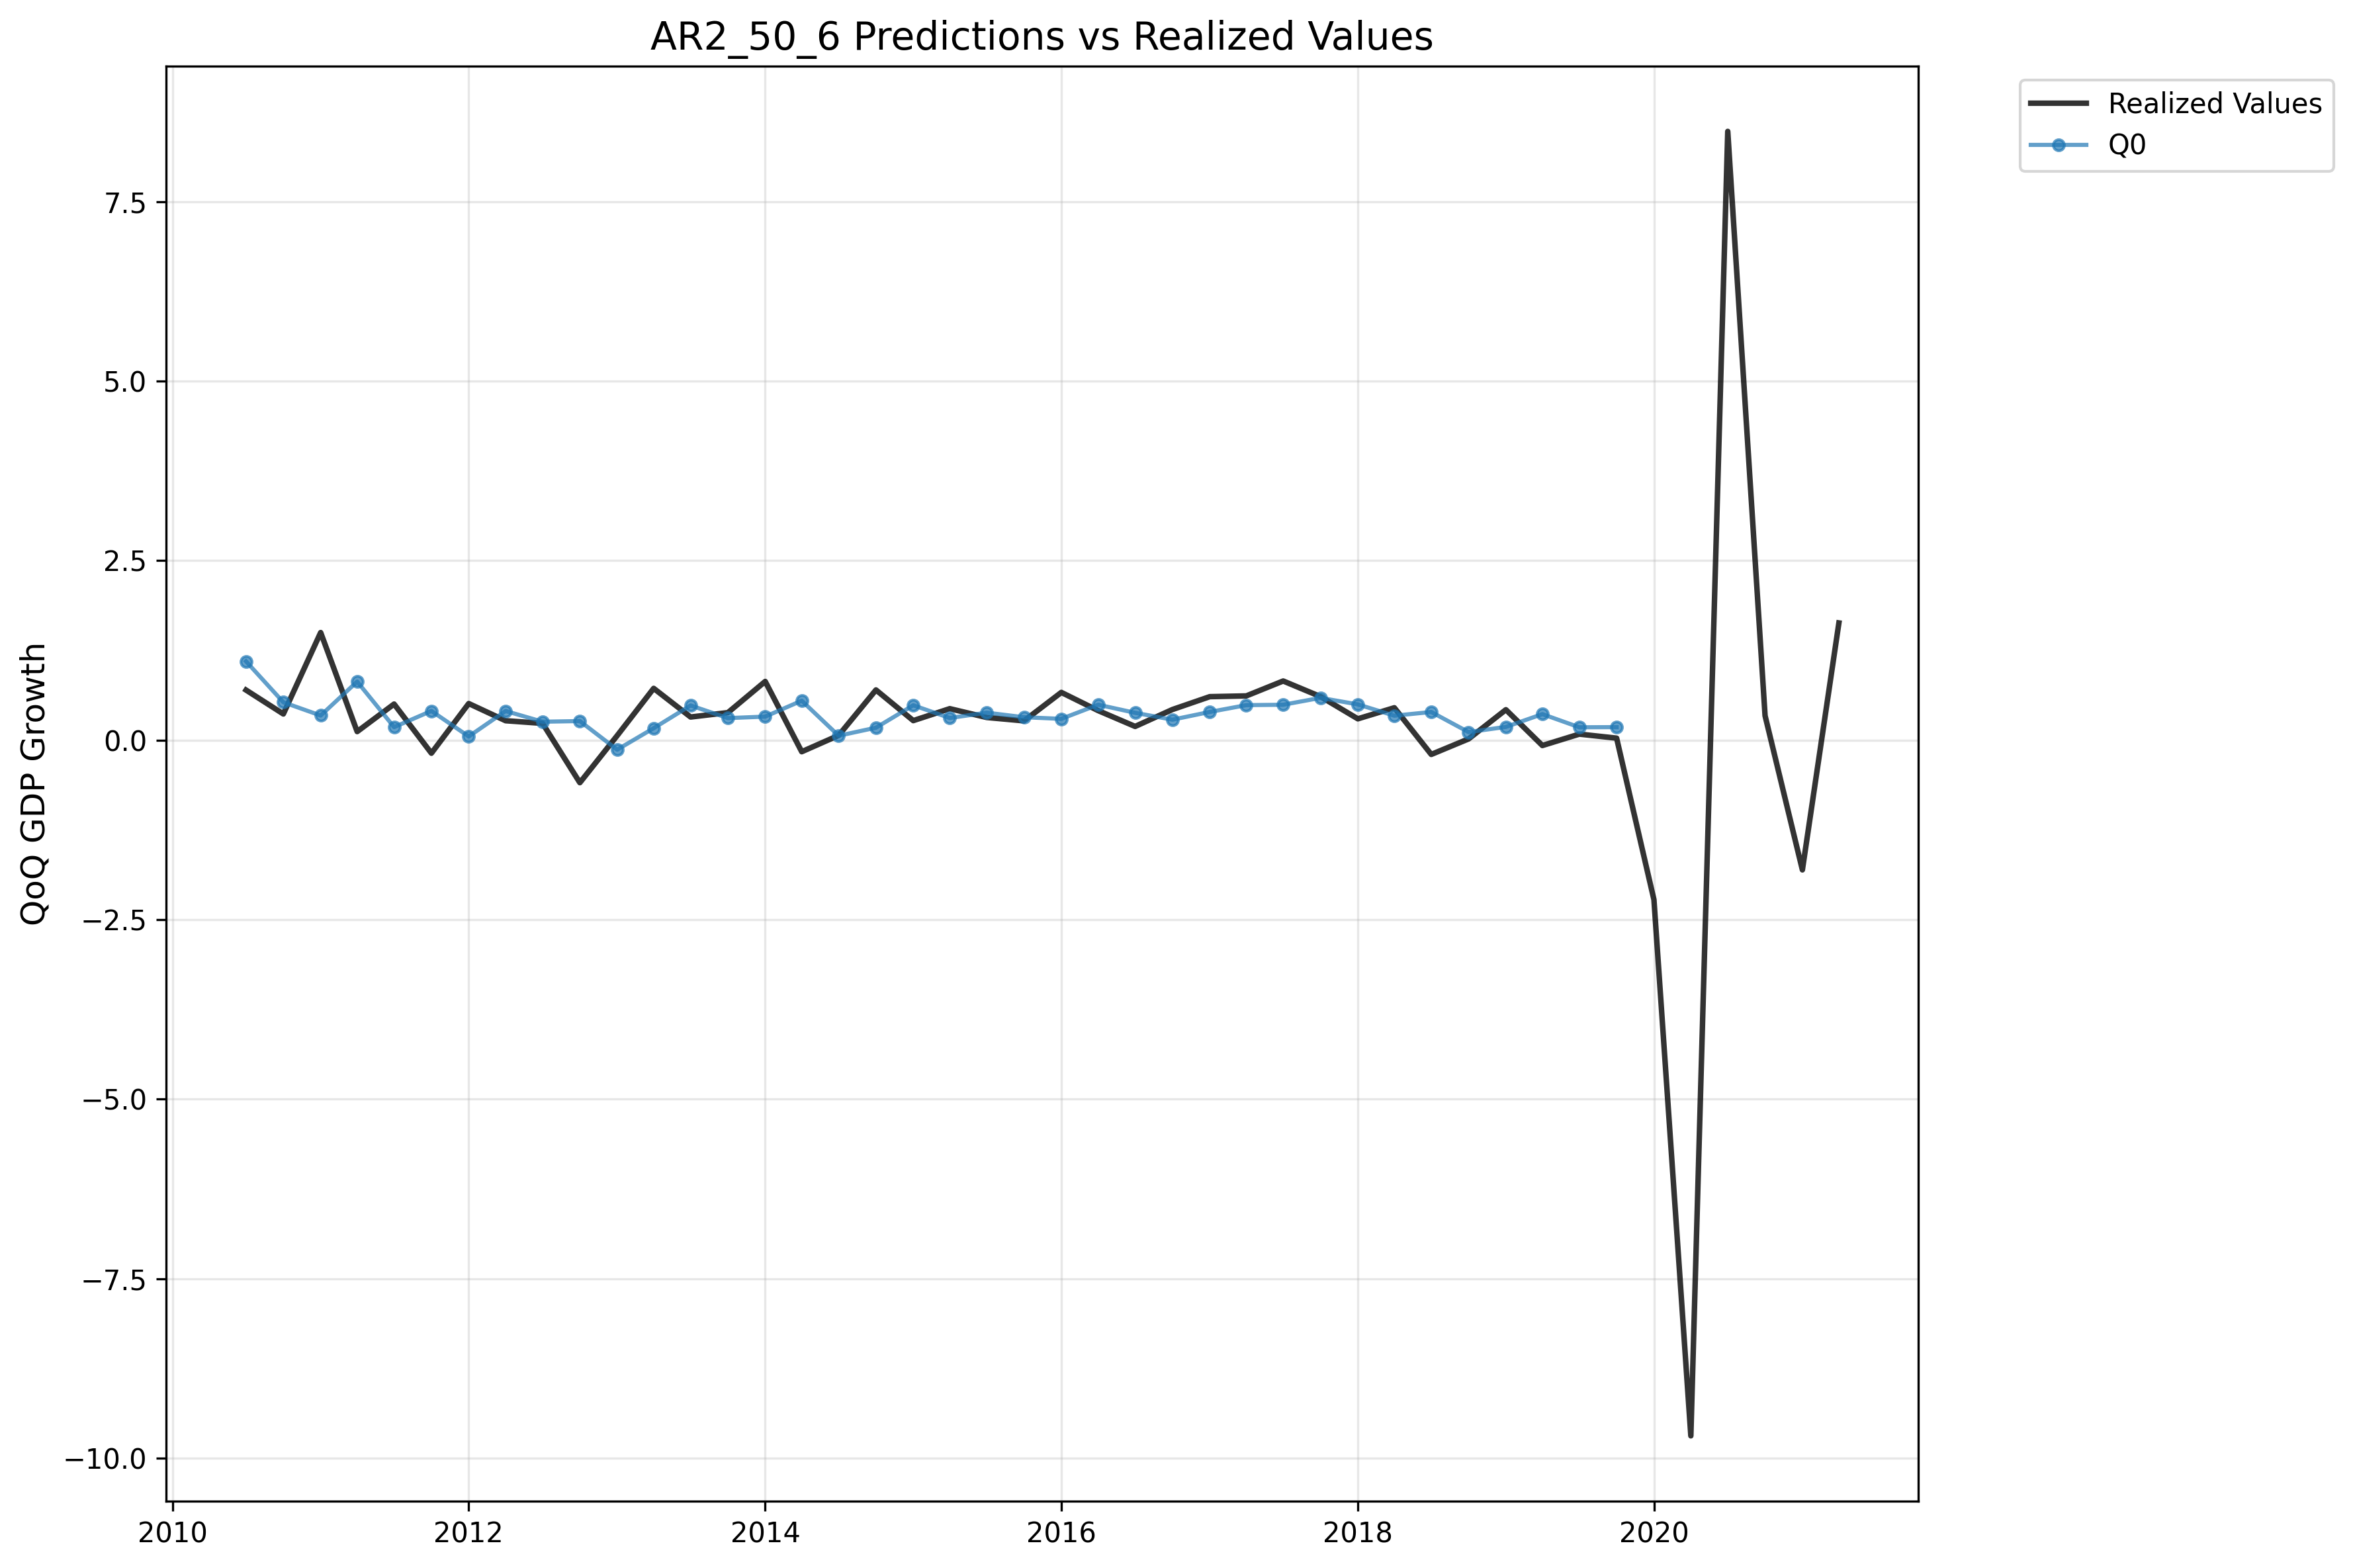 AR2_50_6 Predictions vs Realized Values
Realized Values
Q0
QoQ GDP Growth
7.5
5.0
2.5
0.0
−2.5
−5.0
−7.5
−10.0
2010 2012 2014 2016 2018 2020